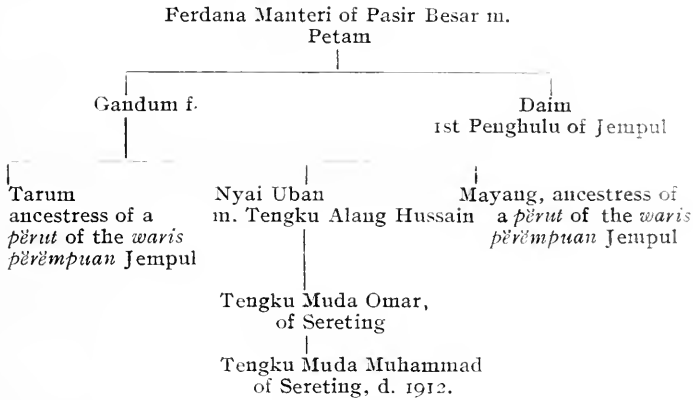 Ferdana Manteri of Pasir Besar m.
Petam
Gandum f.
Daim
1st Penghulu of Jempul
Tarum
ancestress of a
pĕrut of the waris
pĕrĕmpuan Jempul
Nyai Uban
m. Tengku Alang Hussain
Mayang, ancestress of
a pĕrut of the waris
pĕrĕmpuan Jempul
Tengku Muda Omar,
of Sereting
Tengku Muda Muhammad
of Sereting, d. 1912.